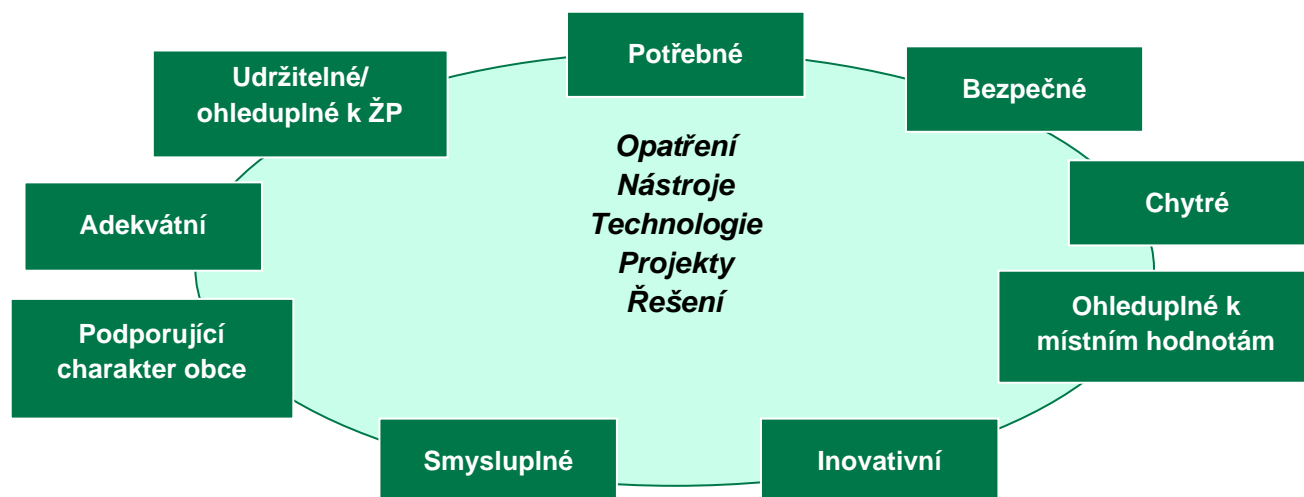 Potřebné
Udržitelné/
ohleduplné k ŽP
Bezpečné
Opatření
Nástroje
Technologie
Projekty
Řešení
Adekvátní
Chytré
Podporující
charakter obce
Ohleduplné k
místním hodnotám
Smysluplné
Inovativní